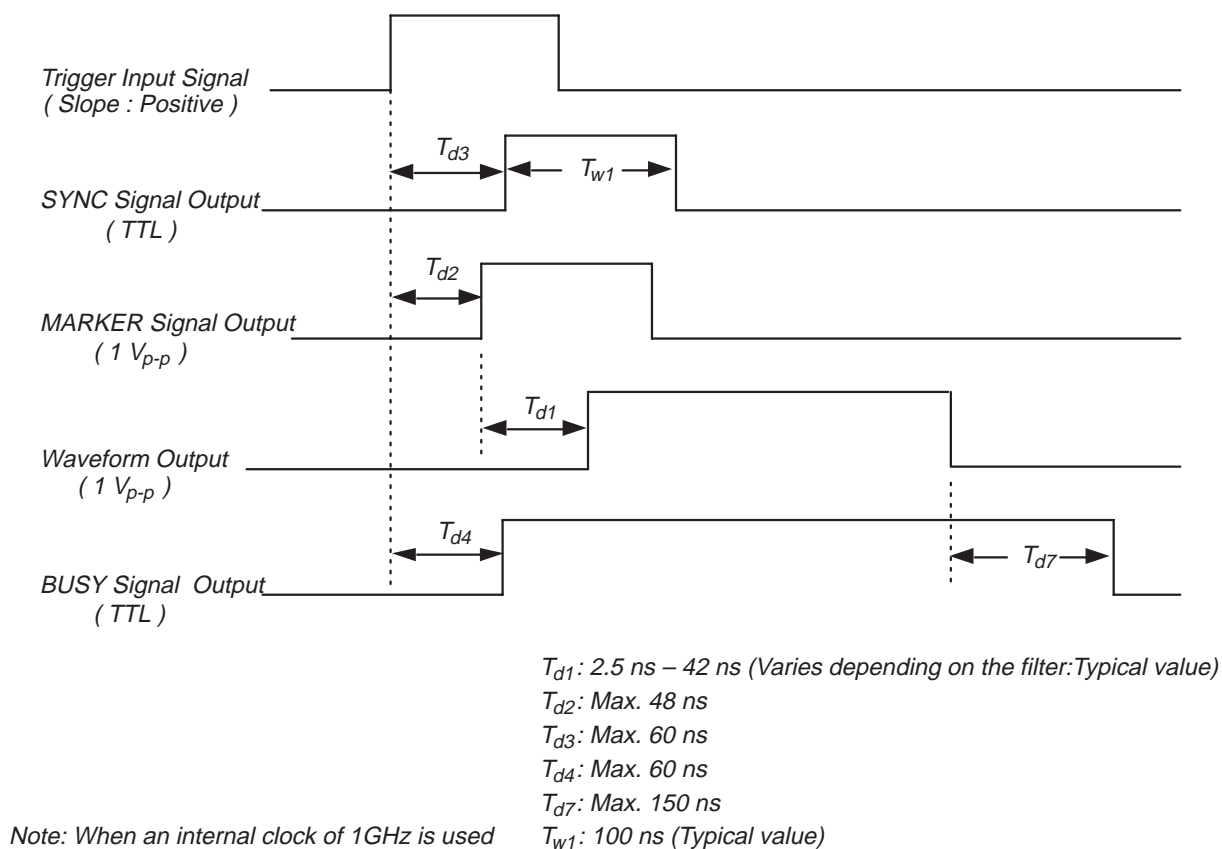 Trigger Input Signal
( Slope : Positive )
Td3
Tw1
SYNC Signal Output
( TTL )
Td2
MARKER Signal Output
( 1 Vp-p )
Td1
Waveform Output
( 1 Vp-p )
Td4
Td7
BUSY Signal Output
( TTL )
Td1: 2.5 ns – 42 ns (Varies depending on the filter:Typical value)
Td2: Max. 48 ns
Td3: Max. 60 ns
Td4: Max. 60 ns
Td7: Max. 150 ns
Note: When an internal clock of 1GHz is used
Tw1: 100 ns (Typical value)